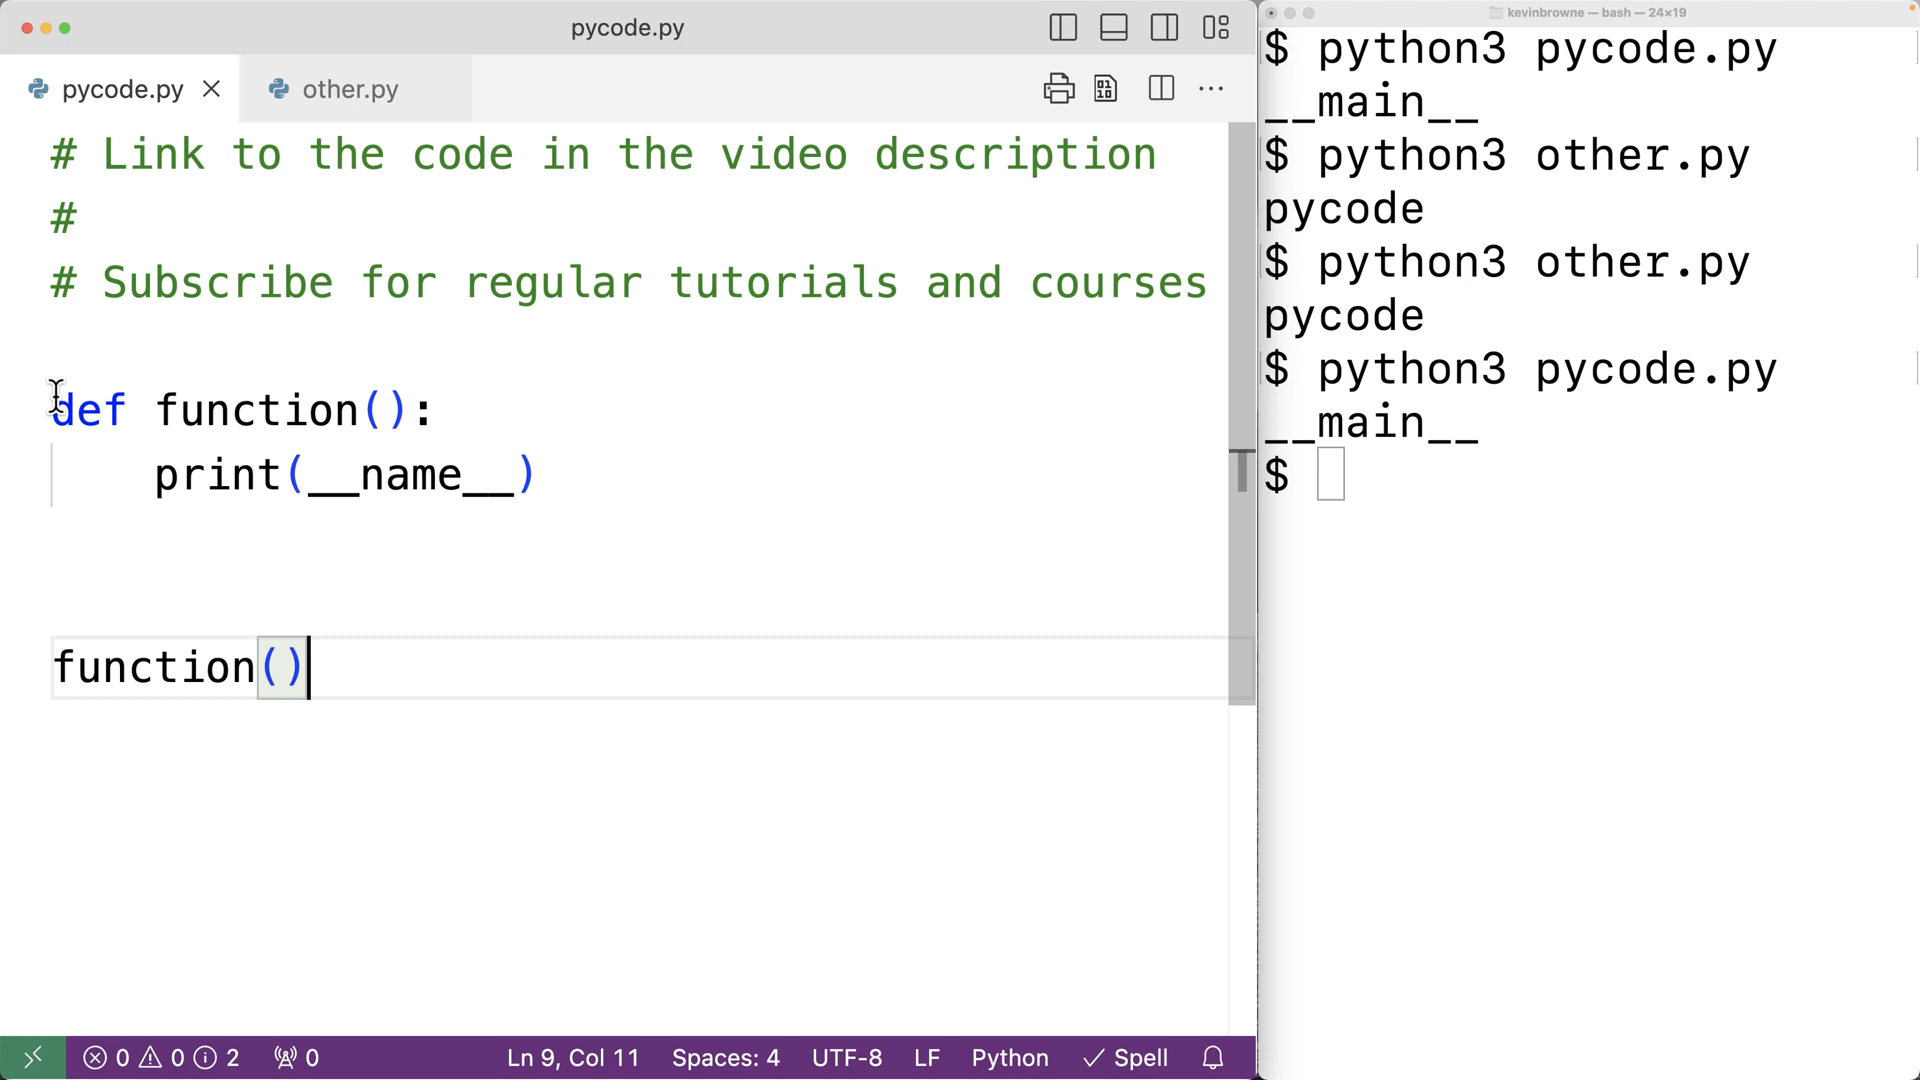 pycode.py
pycode.py
other.py
# Link to the code in the video description
#
# Subscribe for regular tutorials and courses
def function():
    print(__name__)
function()
0 0 2 0 Ln 9, Col 11 Spaces: 4 UTF-8 LF Python Spell
kevinbrowne — bash — 24×19
$ python3 pycode.py
__main__
$ python3 other.py
pycode
$ python3 other.py
pycode
$ python3 pycode.py
__main__
$